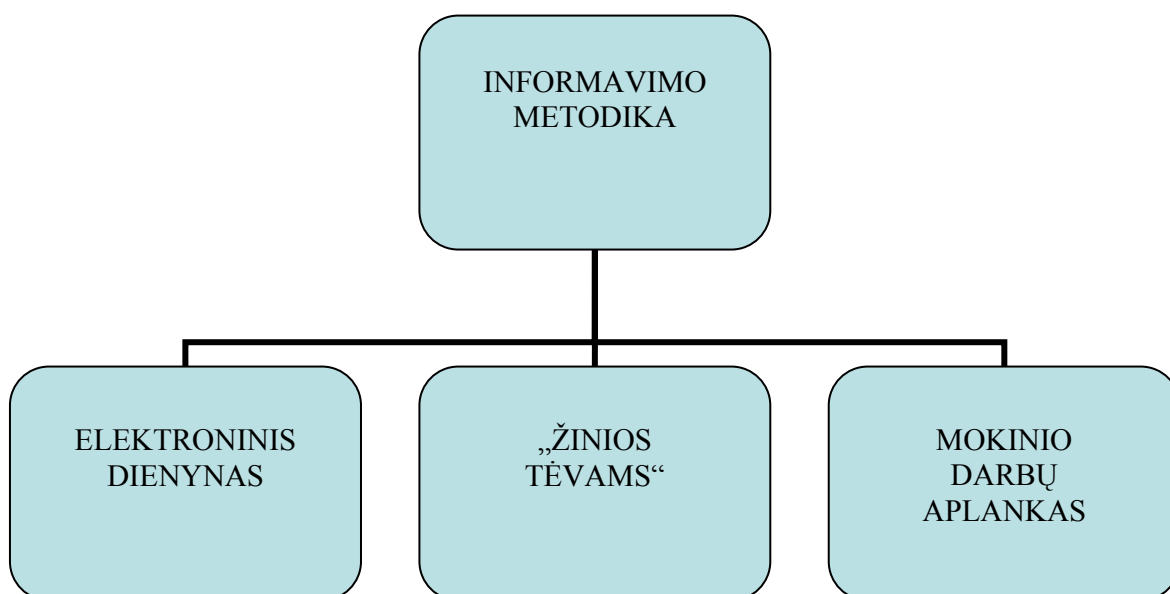 INFORMAVIMO
METODIKA
ELEKTRONINIS
DIENYNAS
„ŽINIOS
TĖVAMS“
MOKINIO
DARBŲ
APLANKAS